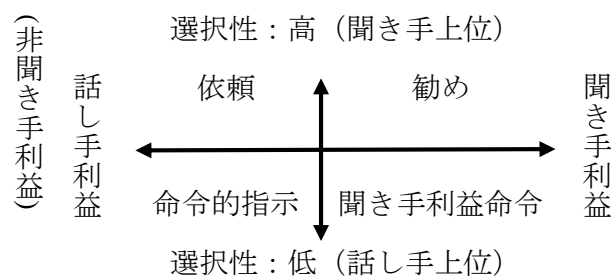 選択性：高（聞き手上位）
（非聞き手利益）
話し手利益
依頼
勧め
聞き手利益
命令的指示
聞き手利益命令
選択性：低（話し手上位）